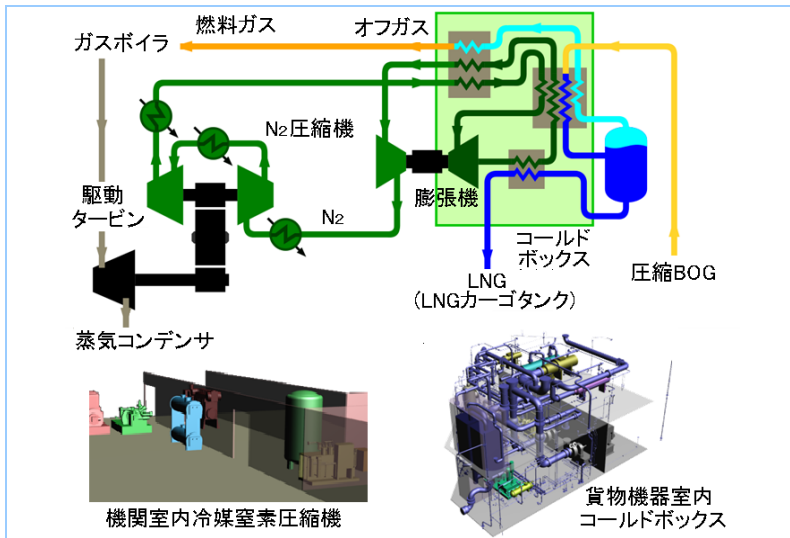 ガスボイラ
燃料ガス
オフガス
N2圧縮機
駆動
タービン
N2
膨張機
コールド
ボックス
LNG
(LNGカーゴタンク)
圧縮BOG
蒸気コンデンサ
機関室内冷媒窒素圧縮機
貨物機器室内
コールドボックス